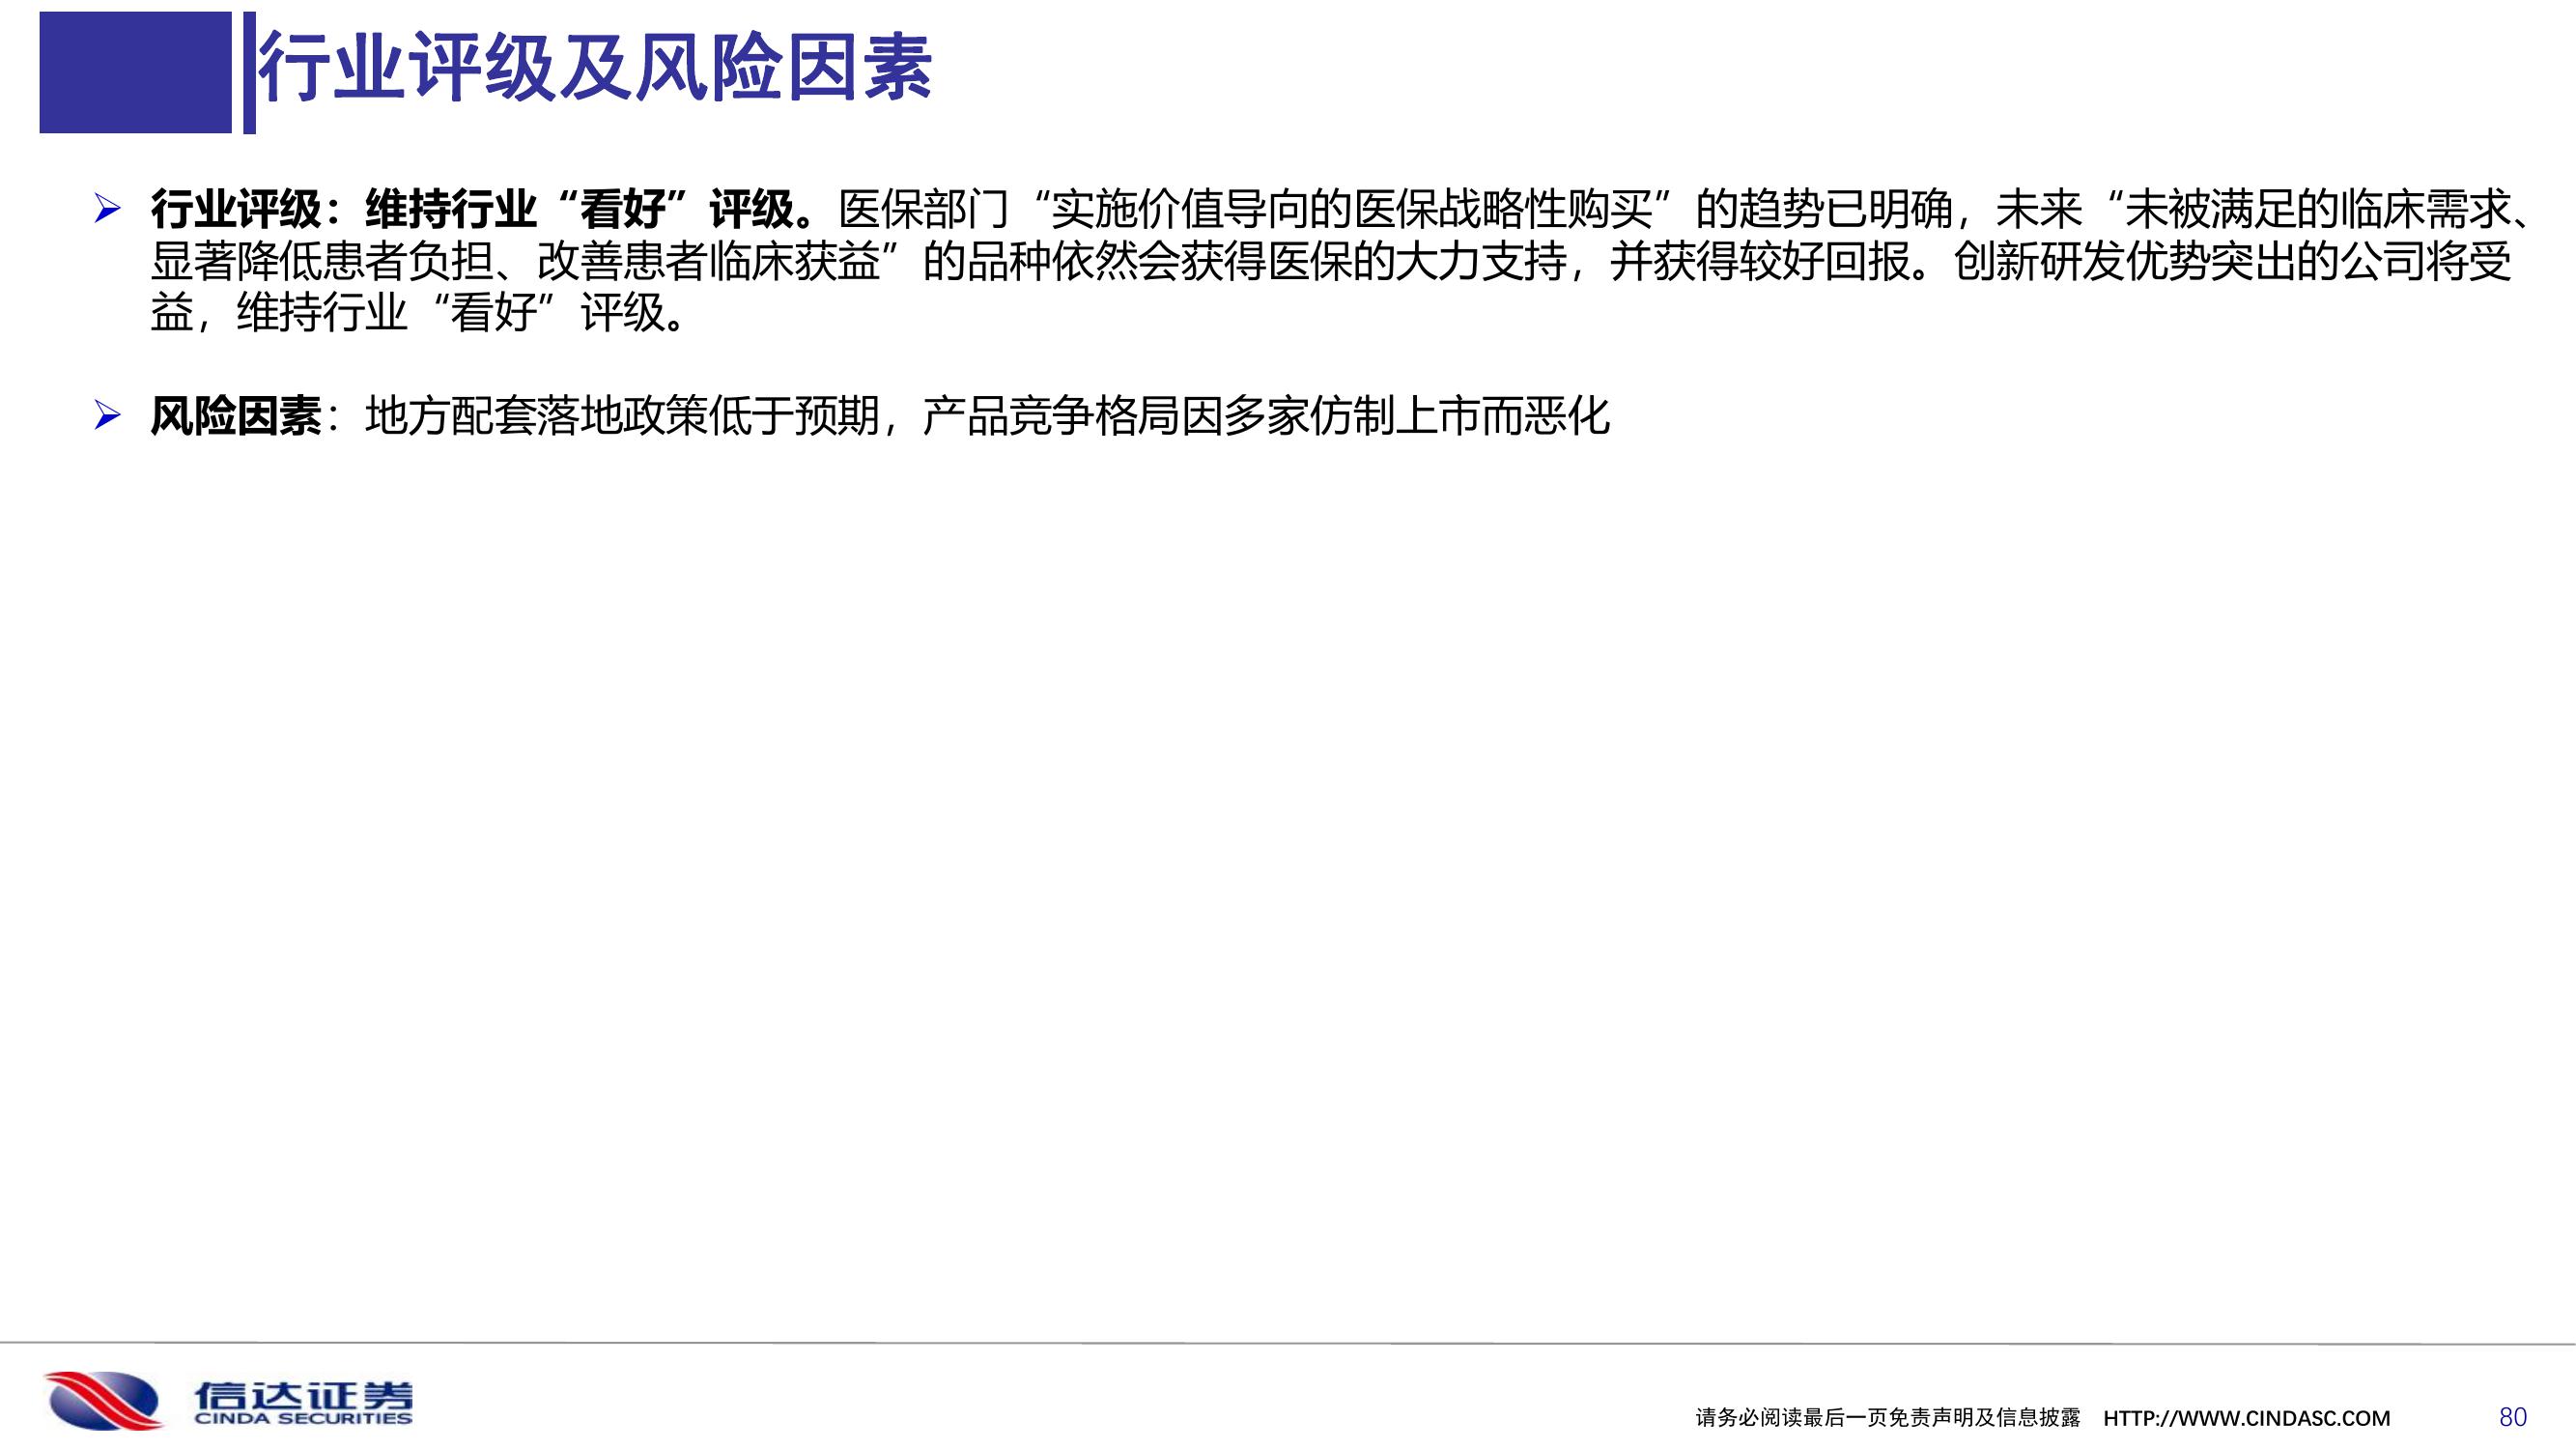 行业评级及风险因素
行业评级：维持行业“看好”评级。医保部门“实施价值导向的医保战略性购买”的趋势已明确，未来“未被满足的临床需求、
显著降低患者负担、改善患者临床获益”的品种依然会获得医保的大力支持，并获得较好回报。创新研发优势突出的公司将受
益，维持行业“看好”评级。
风险因素：地方配套落地政策低于预期，产品竞争格局因多家仿制上市而恶化
信达证券
CINDA SECURITIES
请务必阅读最后一页免责声明及信息披露 HTTP://WWW.CINDASC.COM 80